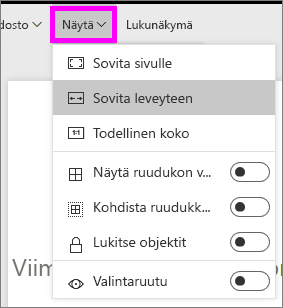 dosto Näytä Lukunäkymä
Sovita sivulle
Sovita leveyteen
Todellinen koko
Näytä ruudukon v...
Kohdista ruudukk...
Lukitse objektit
Valintaruutu
Viim